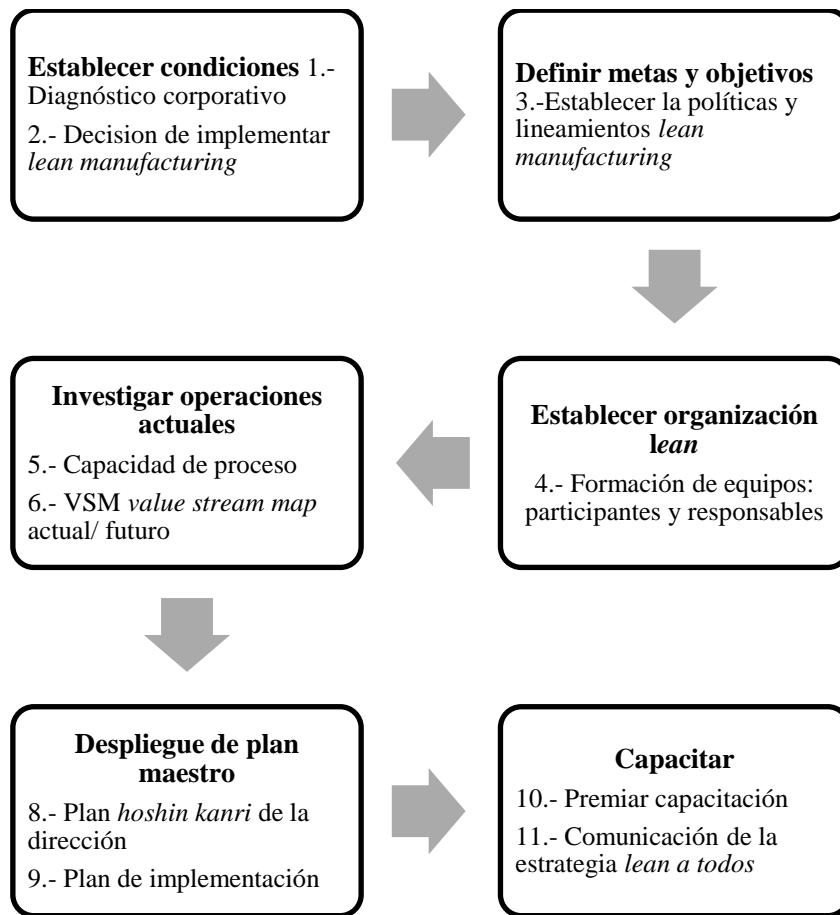 Establecer condiciones 1.-
Diagnóstico corporativo
2.- Decision de implementar
lean manufacturing
Definir metas y objetivos
3.-Establecer la políticas y
lineamientos lean
manufacturing
Establecer organización
lean
4.- Formación de equipos:
participantes y responsables
Investigar operaciones
actuales
5.- Capacidad de proceso
6.- VSM value stream map
actual/ futuro
Despliegue de plan
maestro
8.- Plan hoshin kanri de la
dirección
9.- Plan de implementación
Capacitar
10.- Premiar capacitación
11.- Comunicación de la
estrategia lean a todos